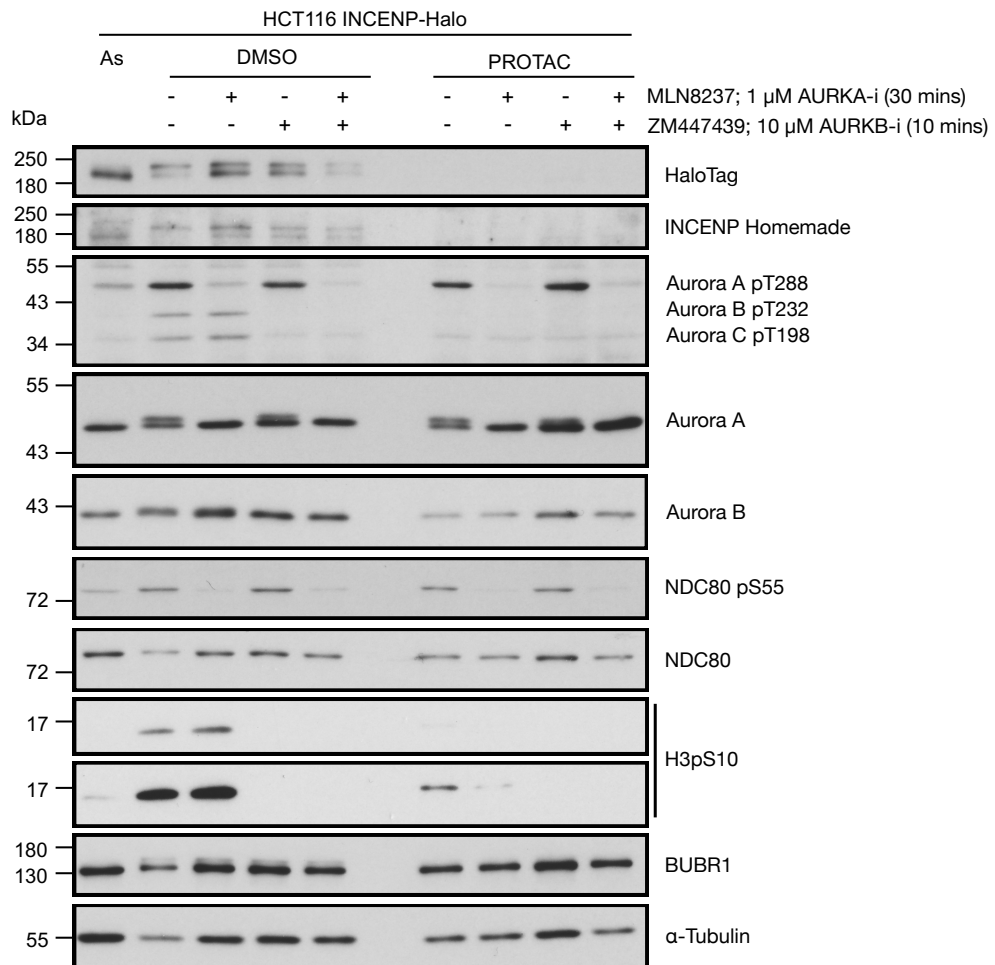 HCT116 INCENP-Halo
As DMSO PROTAC
- + - + - + - + MLN8237; 1 µM AURKA-i (30 mins)
kDa - - + + - - + + ZM447439; 10 µM AURKB-i (10 mins)
250
180 HaloTag
250
180 INCENP Homemade
55
Aurora A pT288
43
Aurora B pT232
Aurora C pT198
34
55
Aurora A
43
43
Aurora B
NDC80 pS55
72
NDC80
72
17
H3pS10
17
180
BUBR1
130
55 α-Tubulin